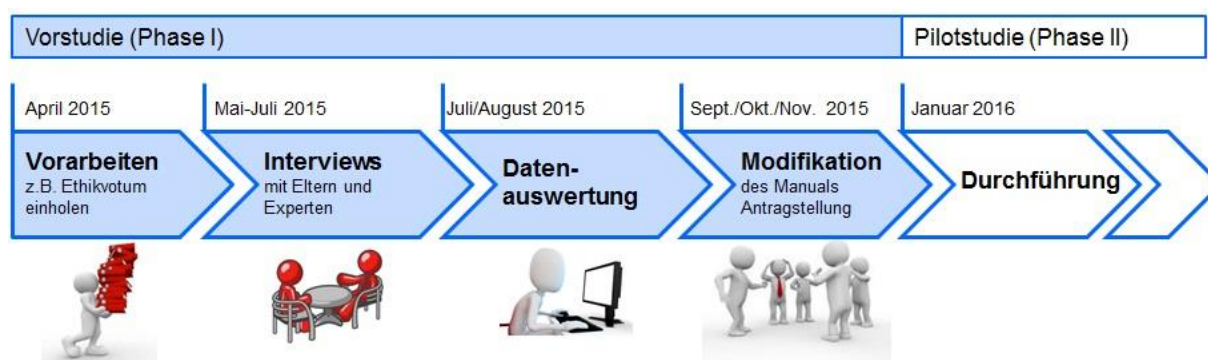 Vorstudie (Phase I)
Pilotstudie (Phase II)
April 2015
Mai-Juli 2015
Juli/August 2015
Sept./Okt./Nov. 2015
Januar 2016
Vorarbeiten
z.B. Ethikvotum
einholen
Interviews
mit Eltern und
Experten
Daten-
auswertung
Modifikation
des Manuals
Antragstellung
Durchführung